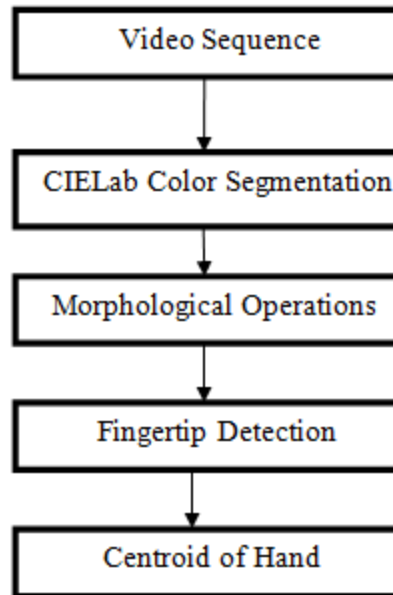 Video Sequence
CIELab Color Segmentation
Morphological Operations
Fingertip Detection
Centroid of Hand